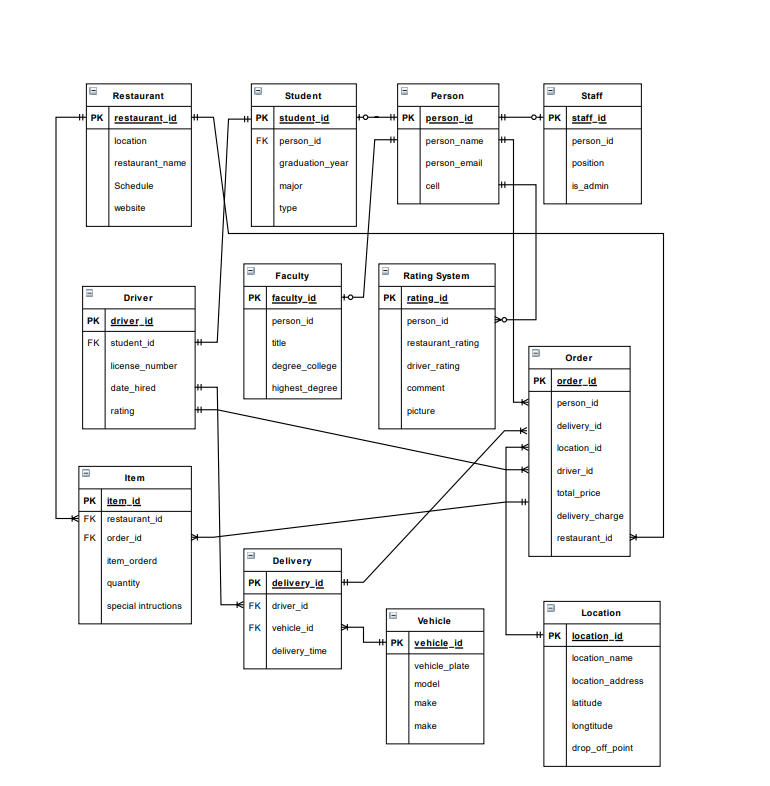 Restaurant
PK restaurant_id
location
restaurant_name
Schedule
website
Student
PK student_id
FK person_id
graduation_year
major
type
Person
PK person_id
person_name
person_email
cell
Staff
PK staff_id
person_id
position
is_admin
Driver
PK driver_id
FK student_id
license_number
date_hired
rating
Faculty
PK faculty_id
person_id
title
degree_college
highest_degree
Rating System
PK rating_id
person_id
restaurant_rating
driver_rating
comment
picture
Order
PK order_id
person_id
delivery_id
location_id
driver_id
total_price
delivery_charge
restaurant_id
Item
PK item_id
FK restaurant_id
FK order_id
item_orderd
quantity
special intructions
Delivery
PK delivery_id
FK driver_id
FK vehicle_id
delivery_time
Vehicle
PK vehicle_id
vehicle_plate
model
make
make
Location
PK location_id
location_name
location_address
latitude
longtitude
drop_off_point